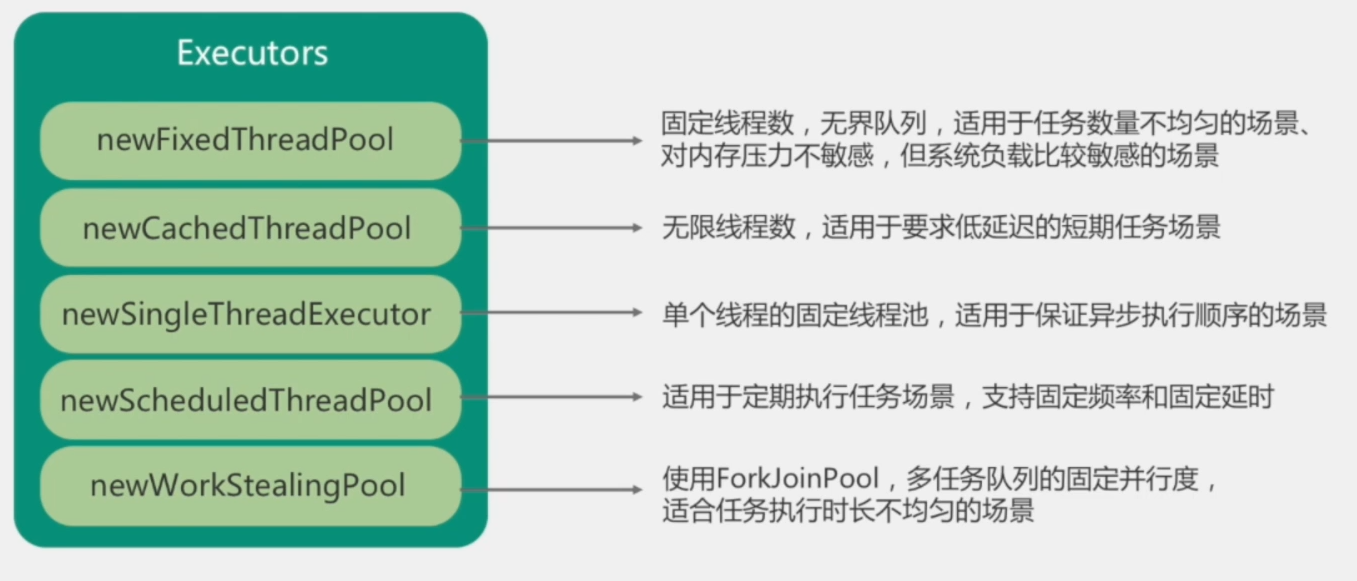 Executors
newFixedThreadPool
固定线程数，无界队列，适用于任务数量不均匀的场景、
对内存压力不敏感，但系统负载比较敏感的场景
newCachedThreadPool
无限线程数，适用于要求低延迟的短期任务场景
newSingleThreadExecutor
单个线程的固定线程池，适用于保证异步执行顺序的场景
newScheduledThreadPool
适用于定期执行任务场景，支持固定频率和固定延时
newWorkStealingPool
使用ForkJoinPool，多任务队列的固定并行度，
适合任务执行时长不均匀的场景